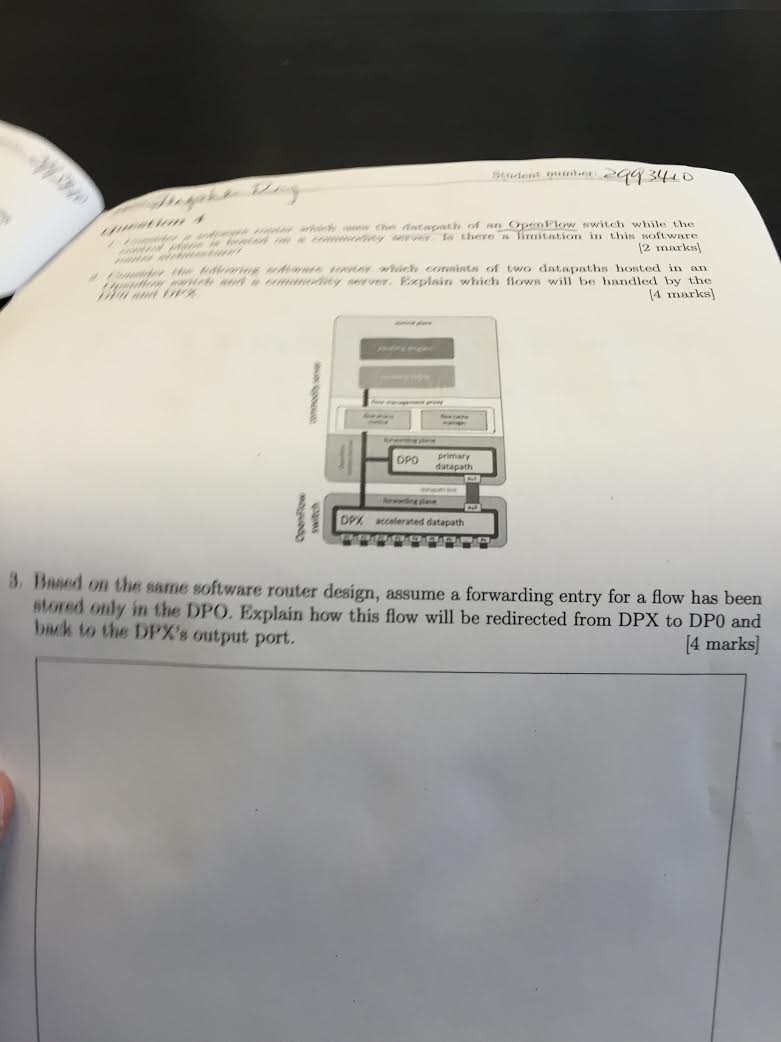 Student number: 2993410
Question 4
1. Consider a software router which uses the datapath of an OpenFlow switch while the
control plane is hosted on a commodity server. Is there a limitation in this software
router architecture?
[2 marks]
2. Consider the following software router which consists of two datapaths hosted in an
Openflow switch and a commodity server. Explain which flows will be handled by the
DP0 and DPX.
[4 marks]
control plane
routing engine
commodity server
flow management proxy
flow cache
manager
forwarding plane
DP0 primary
datapath
datapath link
forwarding plane
OpenFlow
switch
DPX accelerated datapath
3. Based on the same software router design, assume a forwarding entry for a flow has been
stored only in the DPO. Explain how this flow will be redirected from DPX to DP0 and
back to the DPX's output port.
[4 marks]